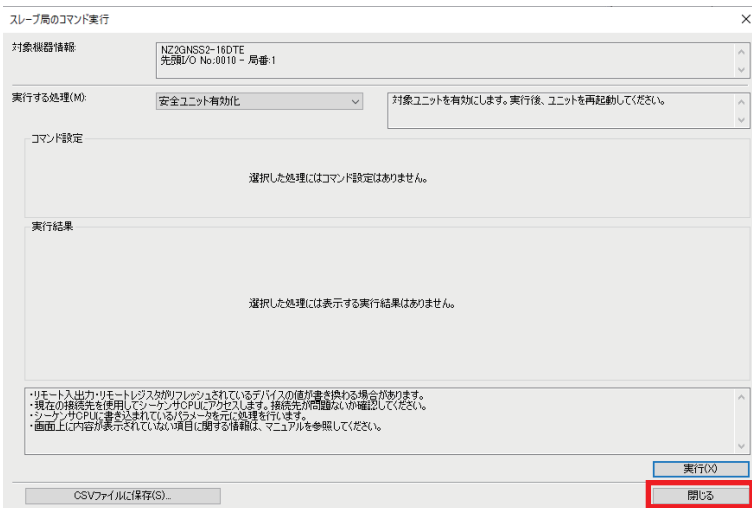 スレーブ局のコマンド実行
対象機器情報:
NZ2GNSS2-16DTE
先頭I/O No:0010 - 局番:1
実行する処理(M):
安全ユニット有効化
対象ユニットを有効にします。実行後、ユニットを再起動してください。
コマンド設定
選択した処理にはコマンド設定はありません。
実行結果
選択した処理には表示する実行結果はありません。
・リモート入出力・リモートレジスタがリフレッシュされているデバイスの値が書き換わる場合があります。
・現在の接続先を使用してシーケンサCPUにアクセスします。接続先が問題ないか確認してください。
・シーケンサCPUに書き込まれているパラメータを元に処理を行います。
・画面上に内容が表示されていない項目に関する情報は、マニュアルを参照してください。
実行(X)
CSVファイルに保存(S)...
閉じる